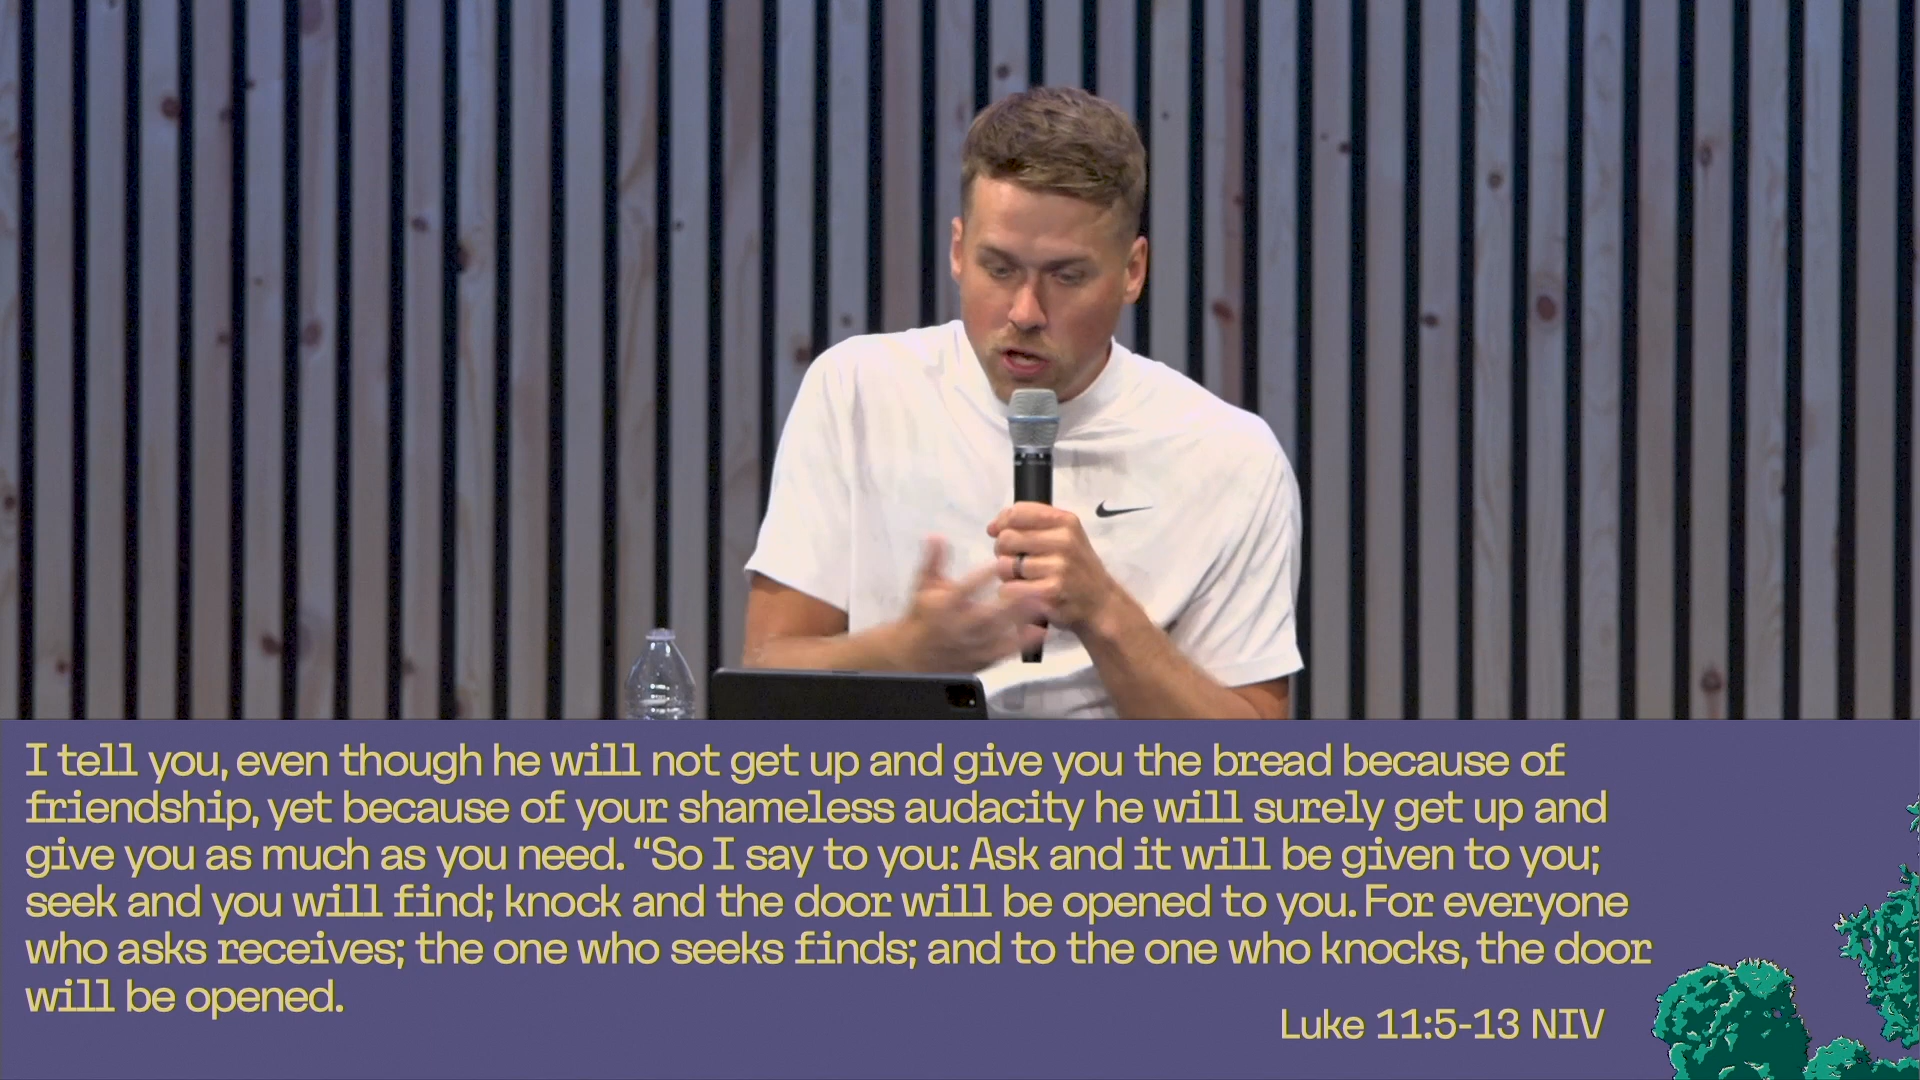 I tell you, even though he will not get up and give you the bread because of
friendship, yet because of your shameless audacity he will surely get up and
give you as much as you need. “So I say to you: Ask and it will be given to you;
seek and you will find; knock and the door will be opened to you. For everyone
who asks receives; the one who seeks finds; and to the one who knocks, the door
will be opened.
Luke 11:5-13 NIV